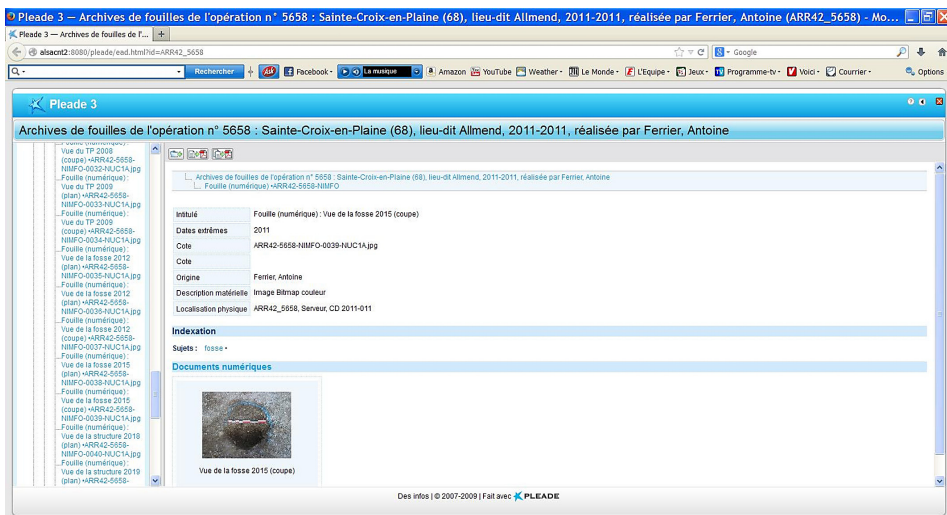 Pleade 3 — Archives de fouilles de l'opération n° 5658 : Sainte-Croix-en-Plaine (68), lieu-dit Allmend, 2011-2011, réalisée par Ferrier, Antoine (ARR42_5658) - Mo...
Pleade 3 — Archives de fouilles de l'... +
alsacnt2:8080/pleade/ead.html?id=ARR42_5658
Google
Q -
Rechercher
Ask
Facebook
La musique
Amazon
YouTube
Weather
Le Monde
L'Equipe
Jeux
Programme-tv
Voici
Courrier
Options
Pleade 3
Archives de fouilles de l'opération n° 5658 : Sainte-Croix-en-Plaine (68), lieu-dit Allmend, 2011-2011, réalisée par Ferrier, Antoine
Fouille (numérique) :
Vue du TP 2008
(coupe) •ARR42-5658-
NIMFO-0032-NUC1A.jpg
Fouille (numérique) :
Vue du TP 2009
(plan) •ARR42-5658-
NIMFO-0033-NUC1A.jpg
Fouille (numérique) :
Vue du TP 2009
(coupe) •ARR42-5658-
NIMFO-0034-NUC1A.jpg
Fouille (numérique) :
Vue de la fosse 2012
(plan) •ARR42-5658-
NIMFO-0035-NUC1A.jpg
Fouille (numérique) :
Vue de la fosse 2012
(plan) •ARR42-5658-
NIMFO-0036-NUC1A.jpg
Fouille (numérique) :
Vue de la fosse 2012
(coupe) •ARR42-5658-
NIMFO-0037-NUC1A.jpg
Fouille (numérique) :
Vue de la fosse 2015
(plan) •ARR42-5658-
NIMFO-0038-NUC1A.jpg
Fouille (numérique) :
Vue de la fosse 2015
(coupe) •ARR42-5658-
NIMFO-0039-NUC1A.jpg
Fouille (numérique) :
Vue de la structure 2018
(plan) •ARR42-5658-
NIMFO-0040-NUC1A.jpg
Fouille (numérique) :
Vue de la structure 2019
(plan) •ARR42-5658-
Archives de fouilles de l'opération n° 5658 : Sainte-Croix-en-Plaine (68), lieu-dit Allmend, 2011-2011, réalisée par Ferrier, Antoine
Fouille (numérique) •ARR42-5658-NIMFO
Intitulé Fouille (numérique) : Vue de la fosse 2015 (coupe)
Dates extrêmes 2011
Cote ARR42-5658-NIMFO-0039-NUC1A.jpg
Cote
Origine Ferrier, Antoine
Description matérielle Image Bitmap couleur
Localisation physique ARR42_5658, Serveur, CD 2011-011
Indexation
Sujets : fosse •
Documents numériques
Vue de la fosse 2015 (coupe)
Des infos | © 2007-2009 | Fait avec PLEADE